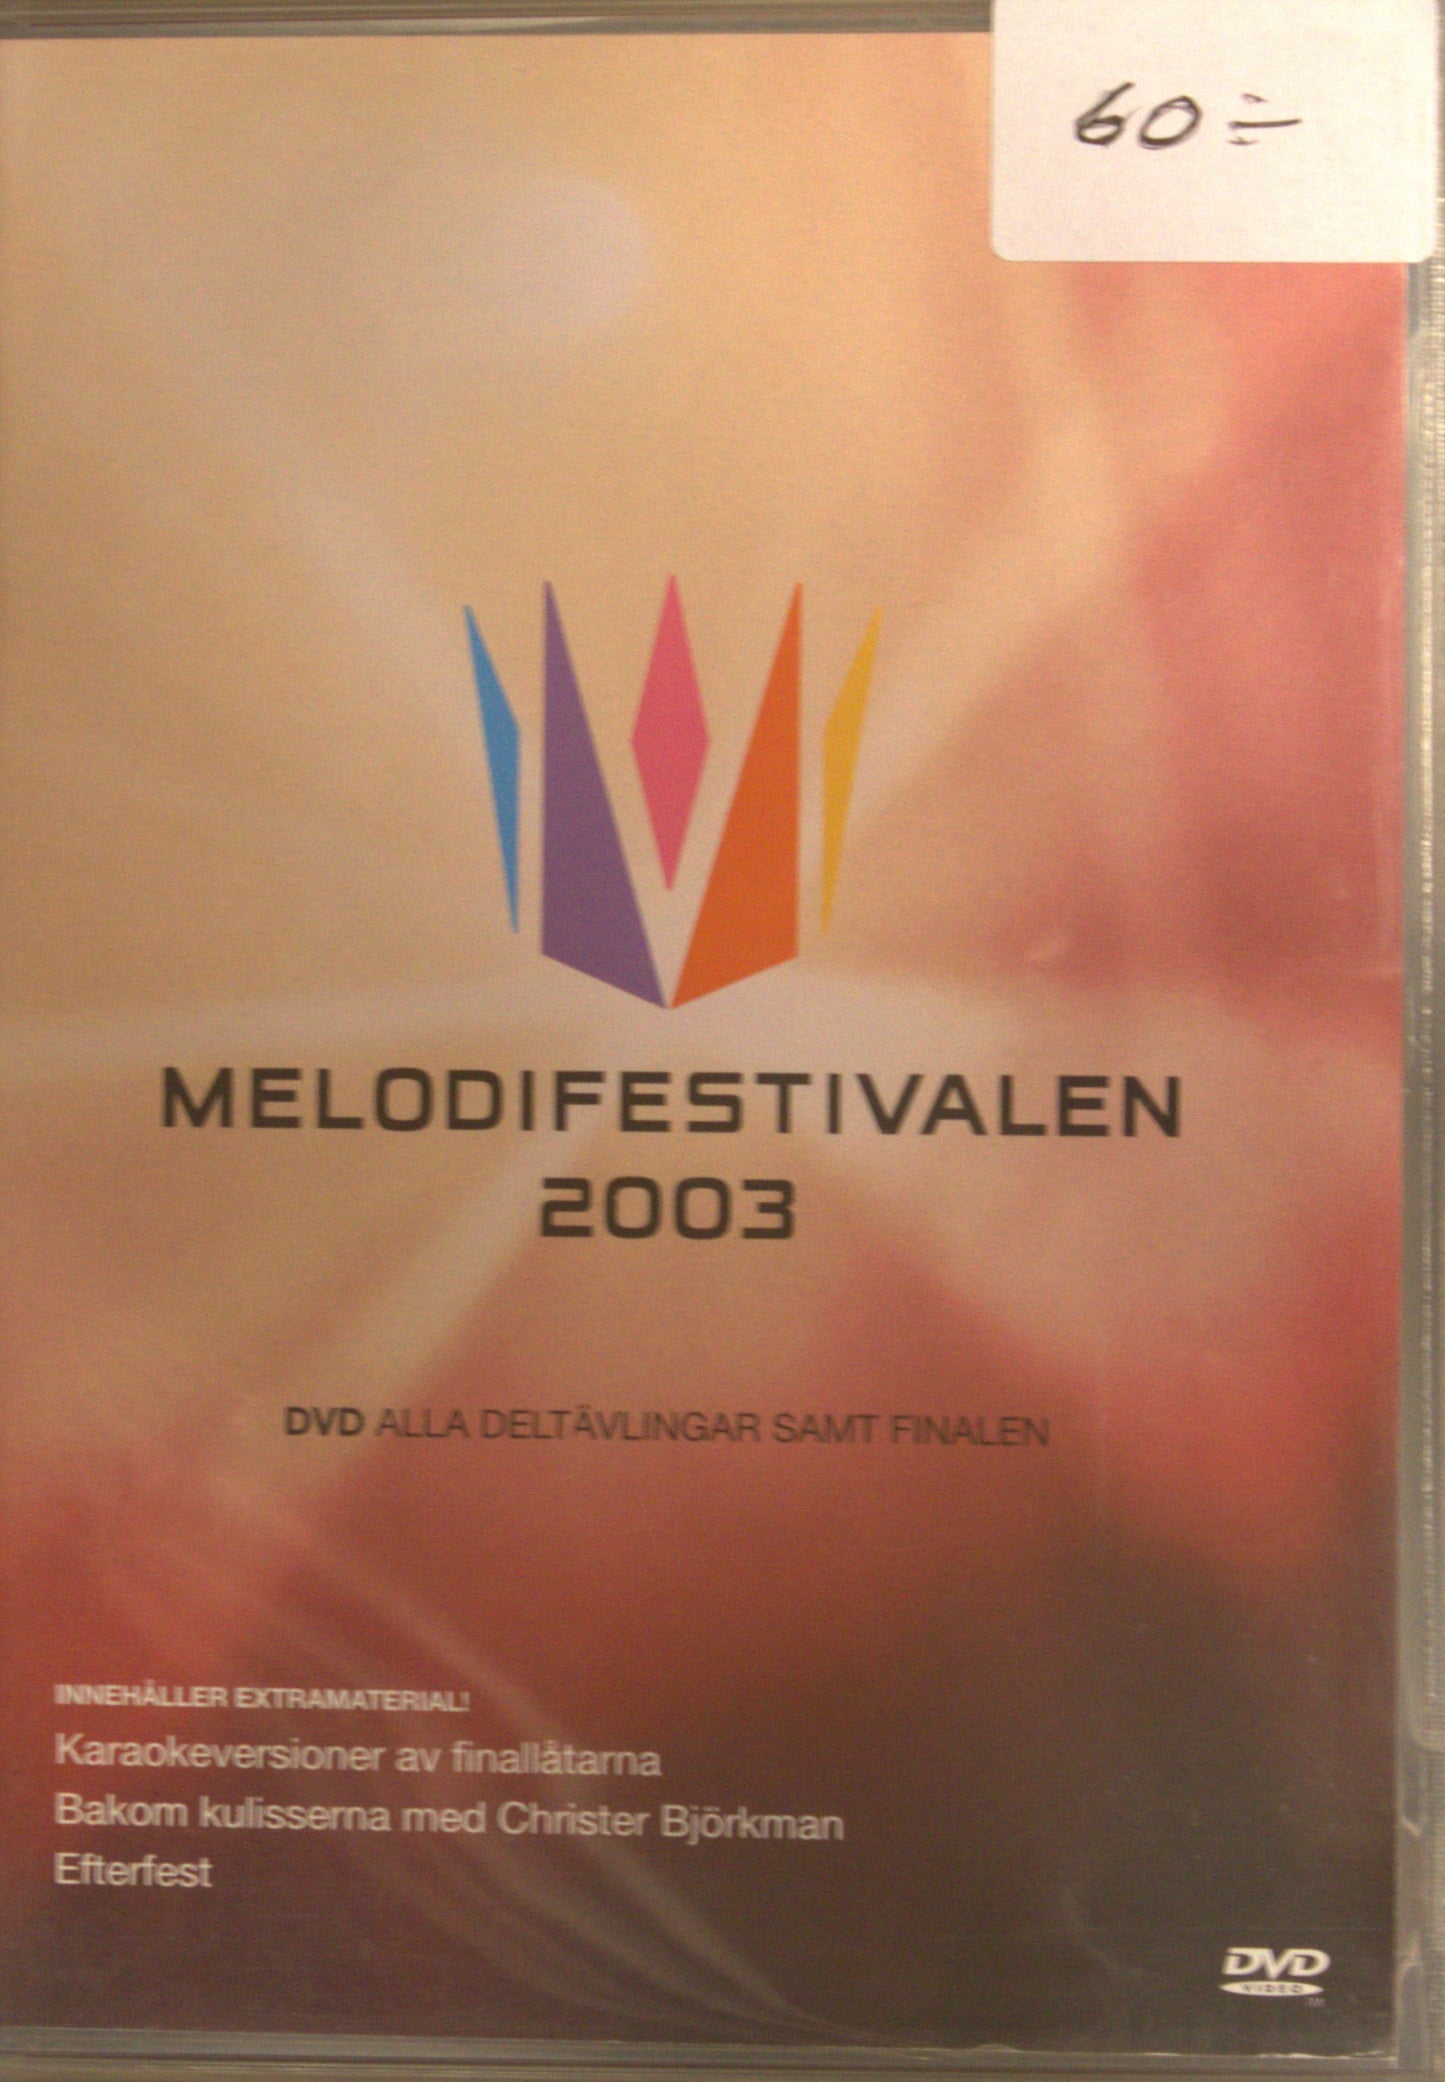 60 ÷
MELODIFESTIVALEN
2003
DVD ALLA DELTÄVLINGAR SAMT FINALEN
INNEHÅLLER EXTRAMATERIAL!
Karaokeversioner av finallåtarna
Bakom kulisserna med Christer Björkman
Efterfest
DVD
VIDEO
TM